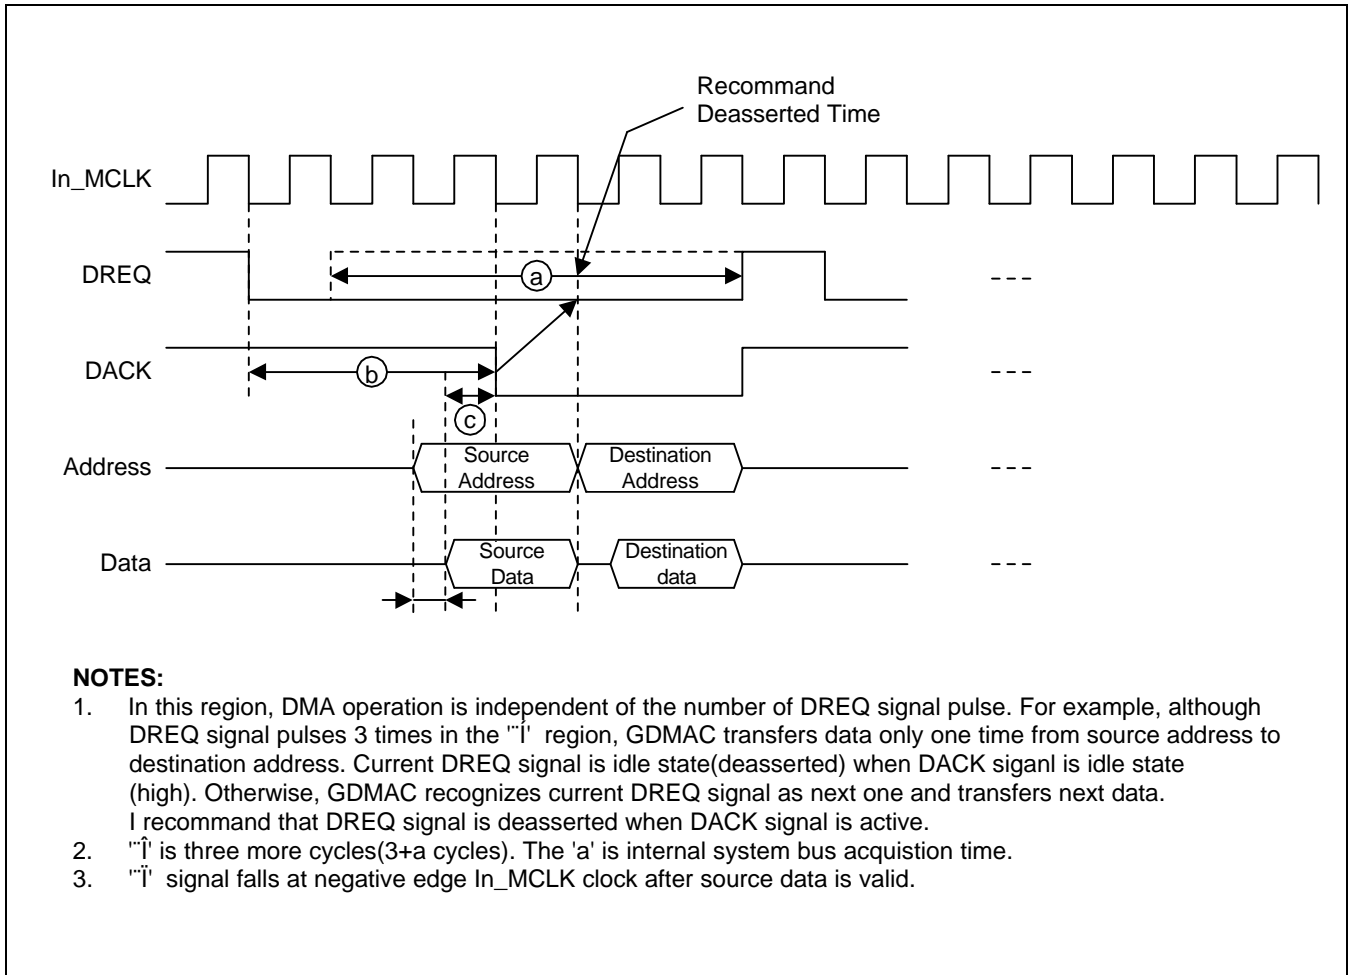 Recommand
Deasserted Time
In_MCLK
DREQ
a
DACK
b
c
Address
Source
Address
Destination
Address
Data
Source
Data
Destination
data
NOTES:
1. In this region, DMA operation is independent of the number of DREQ signal pulse. For example, although
DREQ signal pulses 3 times in the '¨Í' region, GDMAC transfers data only one time from source address to
destination address. Current DREQ signal is idle state(deasserted) when DACK siganl is idle state
(high). Otherwise, GDMAC recognizes current DREQ signal as next one and transfers next data.
I recommand that DREQ signal is deasserted when DACK signal is active.
2. '¨Î' is three more cycles(3+a cycles). The 'a' is internal system bus acquistion time.
3. '¨Ï' signal falls at negative edge In_MCLK clock after source data is valid.